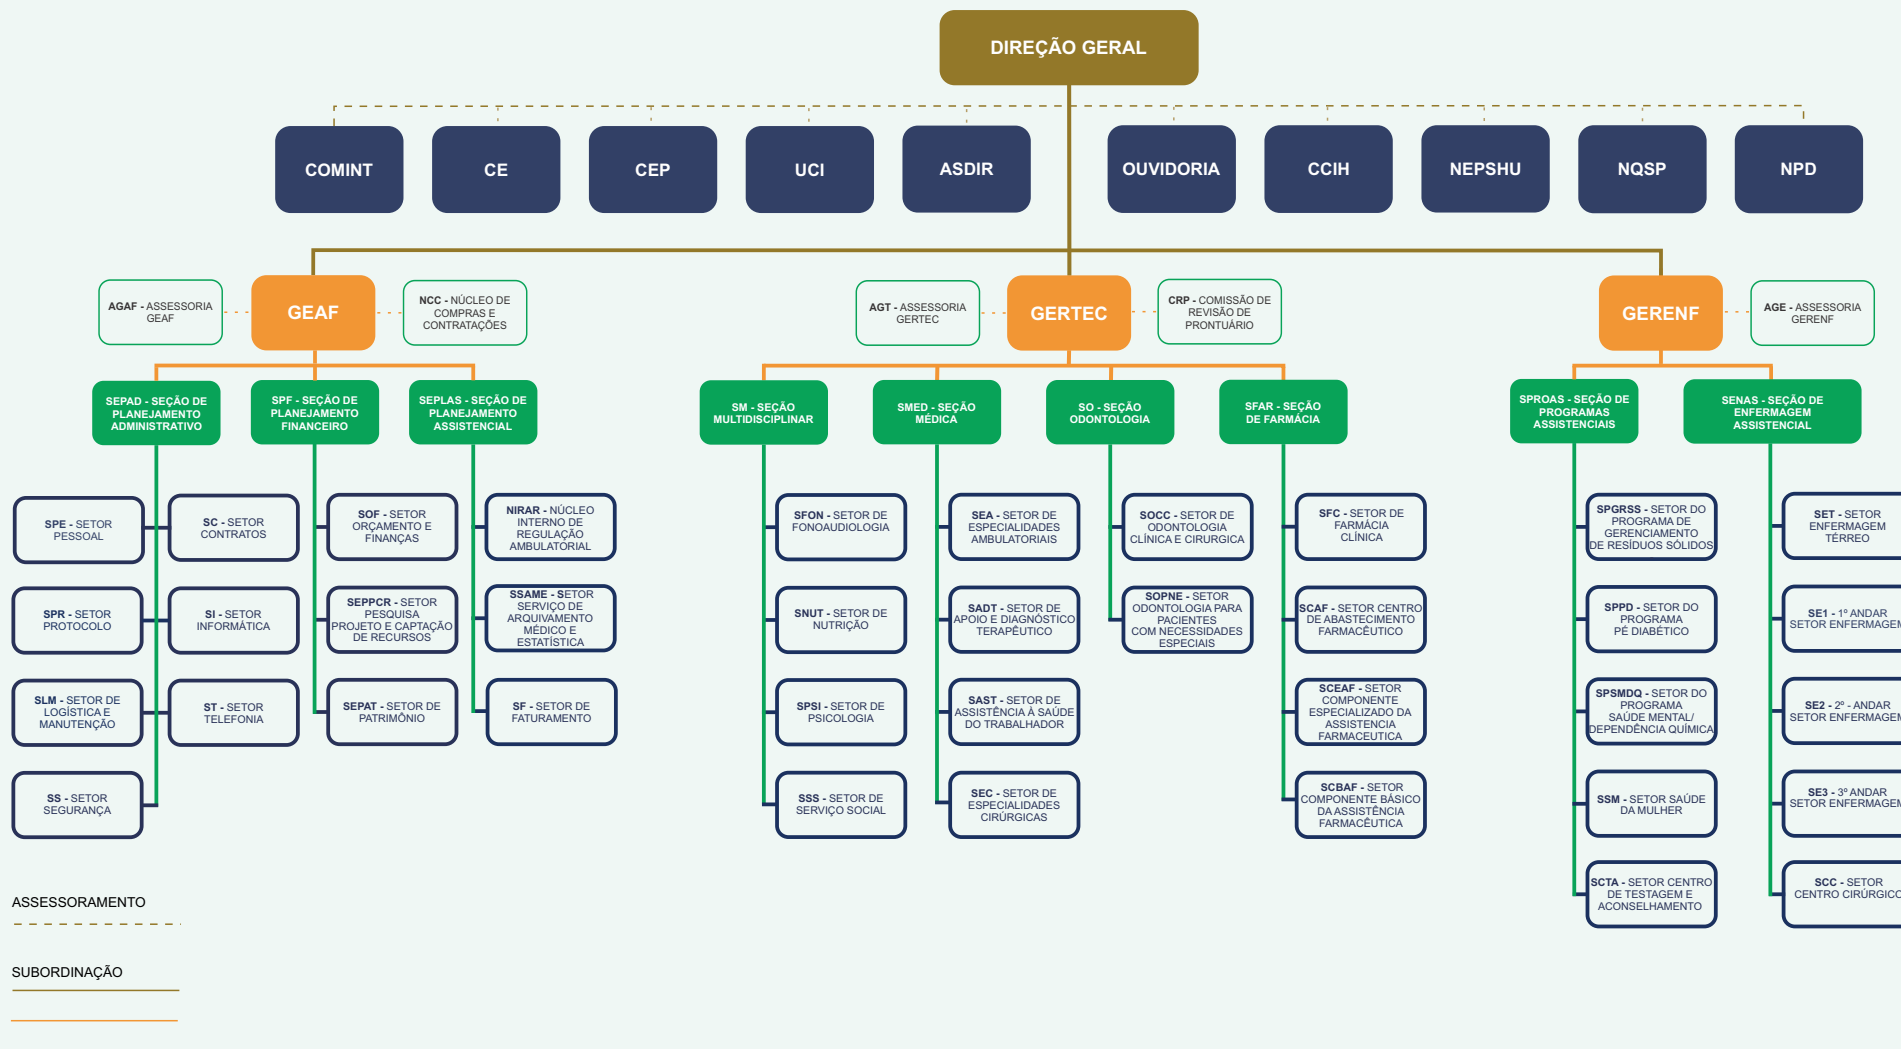 DIREÇÃO GERAL
COMINT
CE
CEP
UCI
ASDIR
OUVIDORIA
CCIH
NEPSHU
NQSP
NPD
AGAF - ASSESSORIA
GEAF
GEAF
NCC - NÚCLEO DE
COMPRAS E
CONTRATAÇÕES
AGT - ASSESSORIA
GERTEC
GERTEC
CRP - COMISSÃO DE
REVISÃO DE
PRONTUÁRIO
GERENF
AGE - ASSESSORIA
GERENF
SEPAD - SEÇÃO DE
PLANEJAMENTO
ADMINISTRATIVO
SPF - SEÇÃO DE
PLANEJAMENTO
FINANCEIRO
SEPLAS - SEÇÃO DE
PLANEJAMENTO
ASSISTENCIAL
SM - SEÇÃO
MULTIDISCIPLINAR
SMED - SEÇÃO
MÉDICA
SO - SEÇÃO
ODONTOLOGIA
SFAR - SEÇÃO
DE FARMÁCIA
SPROAS - SEÇÃO DE
PROGRAMAS
ASSISTENCIAIS
SENAS - SEÇÃO DE
ENFERMAGEM
ASSISTENCIAL
SPE - SETOR
PESSOAL
SC - SETOR
CONTRATOS
SOF - SETOR
ORÇAMENTO E
FINANÇAS
NIRAR - NÚCLEO
INTERNO DE
REGULAÇÃO
AMBULATORIAL
SFON - SETOR DE
FONOAUDIOLOGIA
SEA - SETOR DE
ESPECIALIDADES
AMBULATORIAIS
SOCC - SETOR DE
ODONTOLOGIA
CLÍNICA E CIRURGICA
SFC - SETOR DE
FARMÁCIA
CLÍNICA
SPGRSS - SETOR DO
PROGRAMA DE
GERENCIAMENTO
DE RESÍDUOS SÓLIDOS
SET - SETOR
ENFERMAGEM
TÉRREO
SPR - SETOR
PROTOCOLO
SI - SETOR
INFORMÁTICA
SEPPCR - SETOR
PESQUISA
PROJETO E CAPTAÇÃO
DE RECURSOS
SSAME - SETOR
SERVIÇO DE
ARQUIVAMENTO
MÉDICO E
ESTATÍSTICA
SNUT - SETOR DE
NUTRIÇÃO
SADT - SETOR DE
APOIO E DIAGNÓSTICO
TERAPÊUTICO
SOPNE - SETOR
ODONTOLOGIA PARA
PACIENTES
COM NECESSIDADES
ESPECIAIS
SCAF - SETOR CENTRO
DE ABASTECIMENTO
FARMACÊUTICO
SPPD - SETOR DO
PROGRAMA
PÉ DIABÉTICO
SE1 - 1º ANDAR
SETOR ENFERMAGEM
SLM - SETOR DE
LOGÍSTICA E
MANUTENÇÃO
ST - SETOR
TELEFONIA
SEPAT - SETOR DE
PATRIMÔNIO
SF - SETOR DE
FATURAMENTO
SPSI - SETOR DE
PSICOLOGIA
SAST - SETOR DE
ASSISTÊNCIA À SAÚDE
DO TRABALHADOR
SCEAF - SETOR
COMPONENTE
ESPECIALIZADO DA
ASSISTENCIA
FARMACEUTICA
SPSMDQ - SETOR DO
PROGRAMA
SAÚDE MENTAL/
DEPENDÊNCIA QUÍMICA
SE2 - 2º - ANDAR
SETOR ENFERMAGEM
SS - SETOR
SEGURANÇA
SSS - SETOR DE
SERVIÇO SOCIAL
SEC - SETOR DE
ESPECIALIDADES
CIRÚRGICAS
SCBAF - SETOR
COMPONENTE BÁSICO
DA ASSISTÊNCIA
FARMACÊUTICA
SSM - SETOR SAÚDE
DA MULHER
SE3 - 3º ANDAR
SETOR ENFERMAGEM
SCTA - SETOR CENTRO
DE TESTAGEM E
ACONSELHAMENTO
SCC - SETOR
CENTRO CIRÚRGICO
ASSESSORAMENTO
SUBORDINAÇÃO